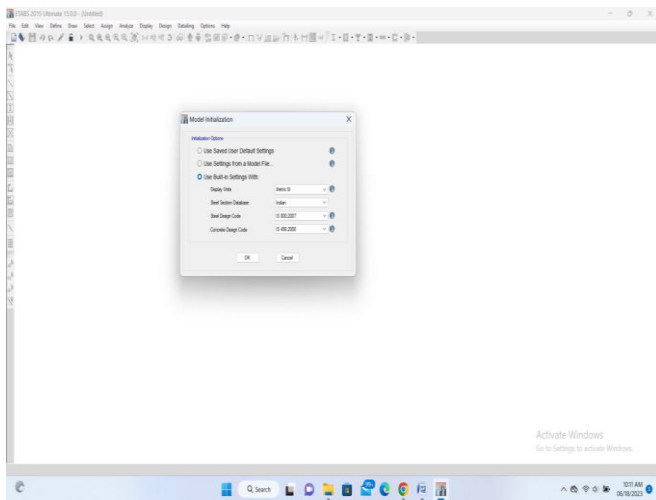 ETABS 2015 Ultimate 15.0.0 - (Untitled)
File Edit View Define Draw Select Assign Analyze Display Design Detailing Options Help
Model Initialization
X
Initialization Options
Use Saved User Default Settings
Use Settings from a Model File...
Use Built-in Settings With:
Display Units Metric SI
Steel Section Database Indian
Steel Design Code IS 800:2007
Concrete Design Code IS 456:2000
OK Cancel
Activate Windows
Go to Settings to activate Windows.
Search 99+ 10:11 AM
06/18/2023